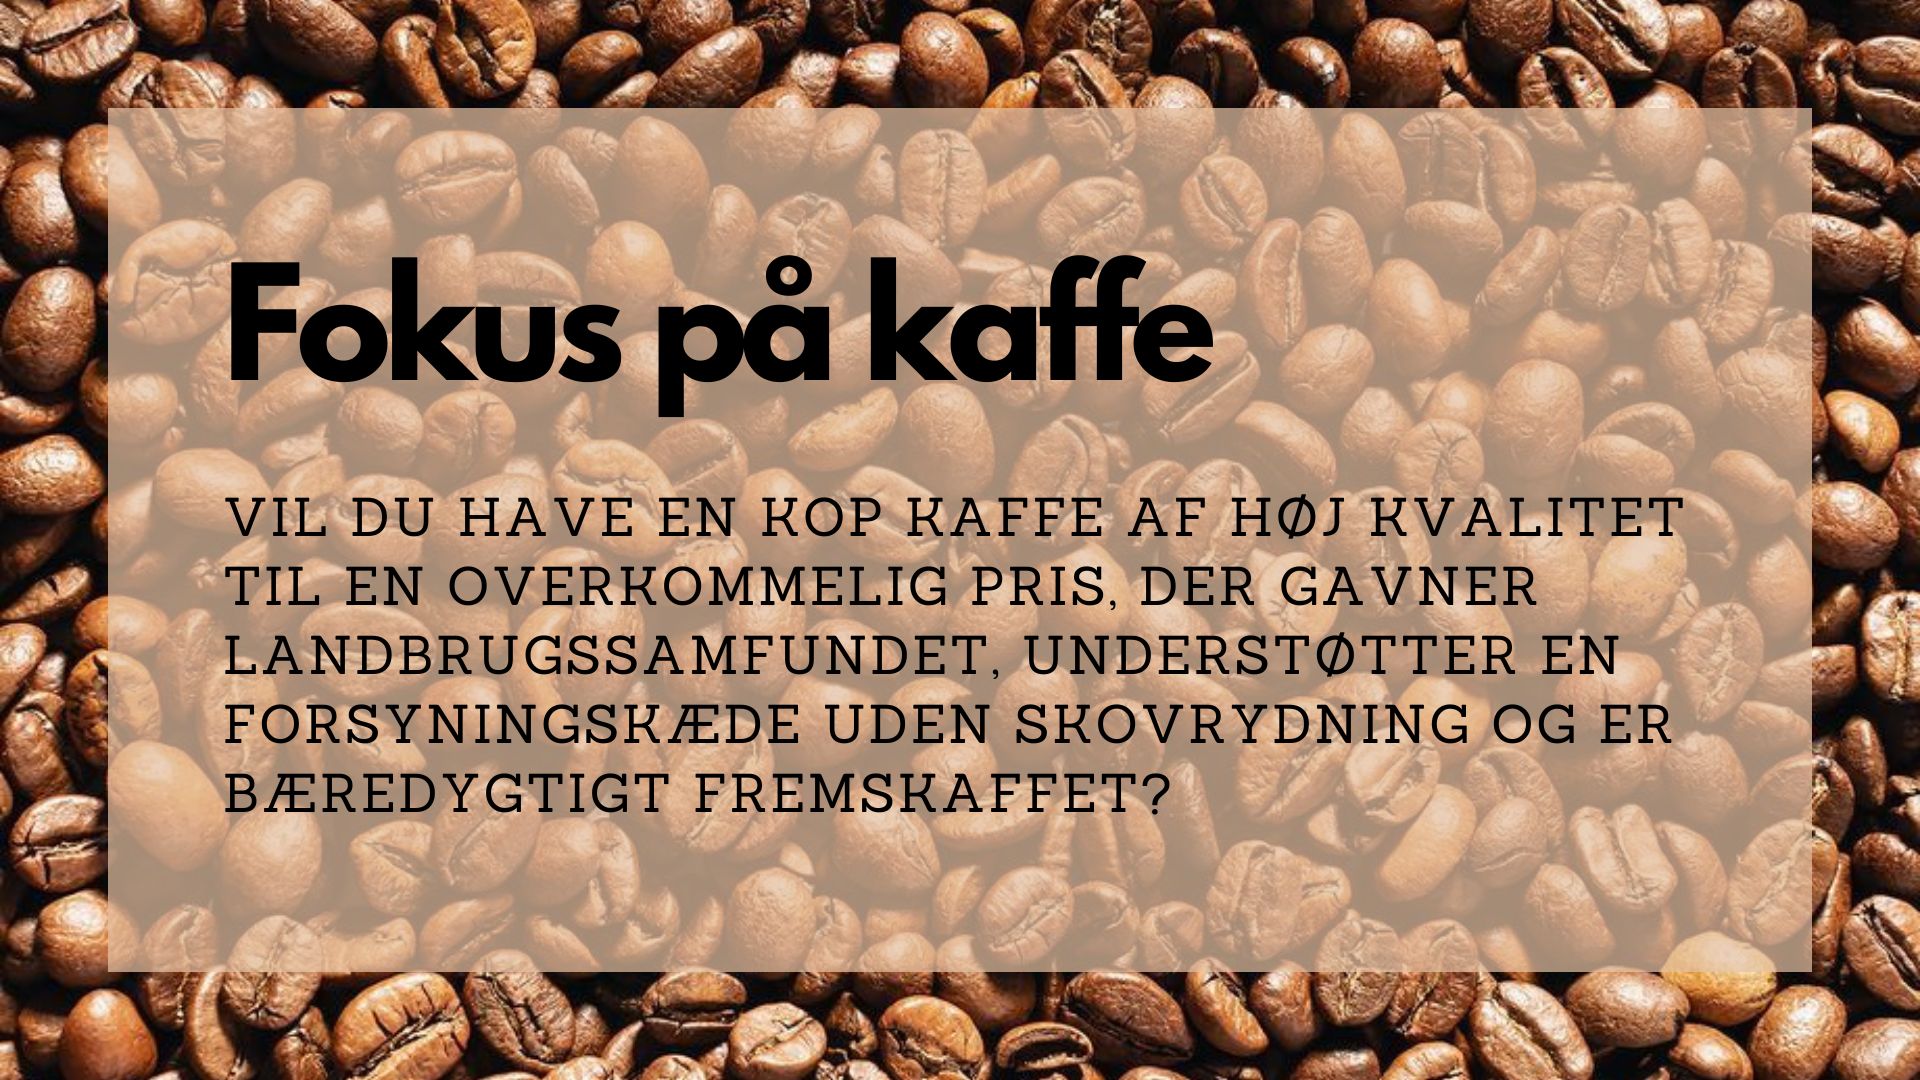 Fokus på kaffe
VIL DU HAVE EN KOP KAFFE AF HØJ KVALITET
TIL EN OVERKOMMELIG PRIS, DER GAVNER
LANDBRUGSSAMFUNDET, UNDERSTØTTER EN
FORSYNINGSKÆDE UDEN SKOVRYDNING OG ER
BÆREDYGTIGT FREMSKAFFET?